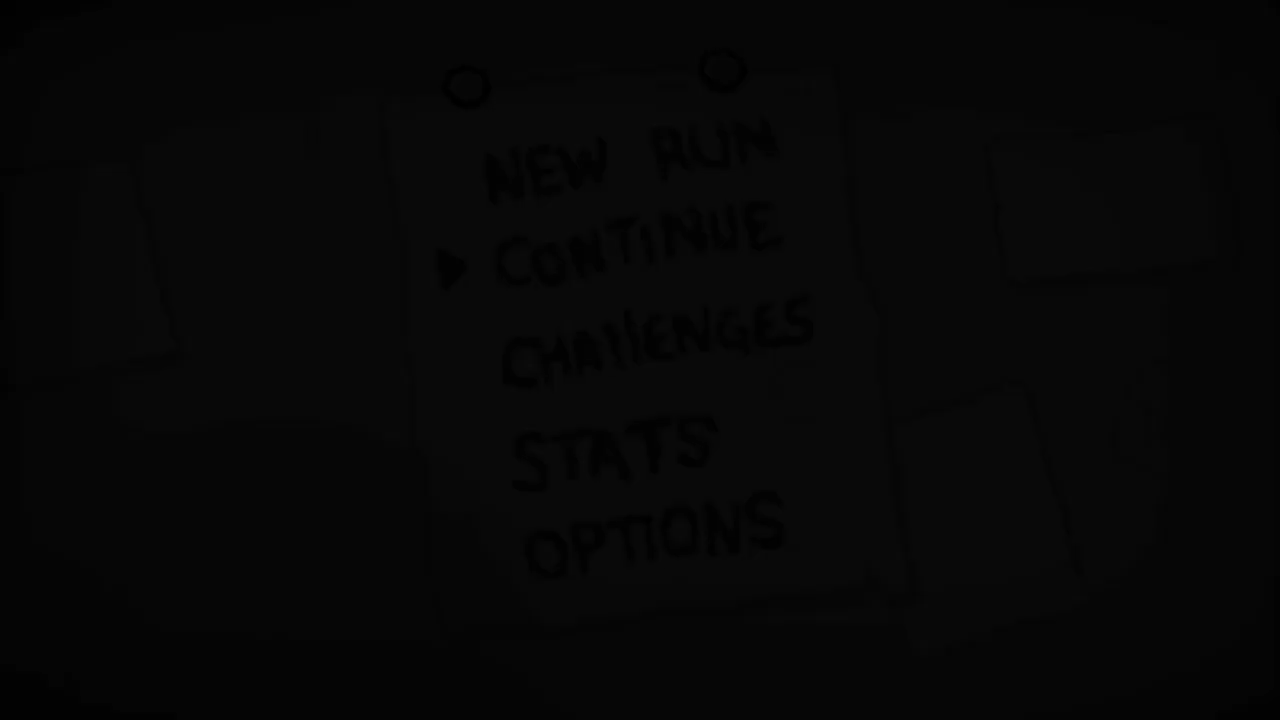 NEW RUN
CONTINUE
CHALLENGES
STATS
OPTIONS